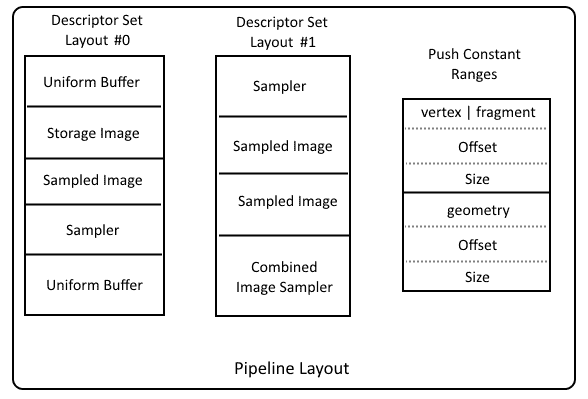 Descriptor Set
Layout #0
Uniform Buffer
Storage Image
Sampled Image
Sampler
Uniform Buffer
Descriptor Set
Layout #1
Sampler
Sampled Image
Sampled Image
Combined
Image Sampler
Push Constant
Ranges
vertex | fragment
Offset
Size
geometry
Offset
Size
Pipeline Layout